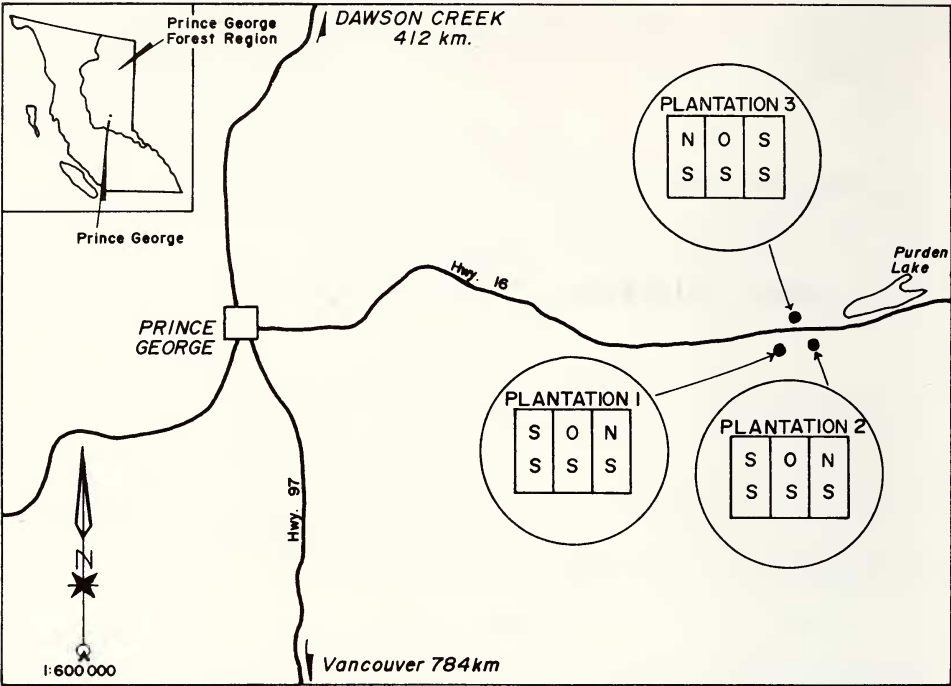 Prince George
Forest Region
Prince George
DAWSON CREEK
412 km.
PLANTATION 3
N O S
S S S
Purden
Lake
Hwy. 16
PRINCE
GEORGE
PLANTATION 1
S O N
S S S
PLANTATION 2
S O N
S S S
Hwy. 97
N
1:600 000
Vancouver 784km